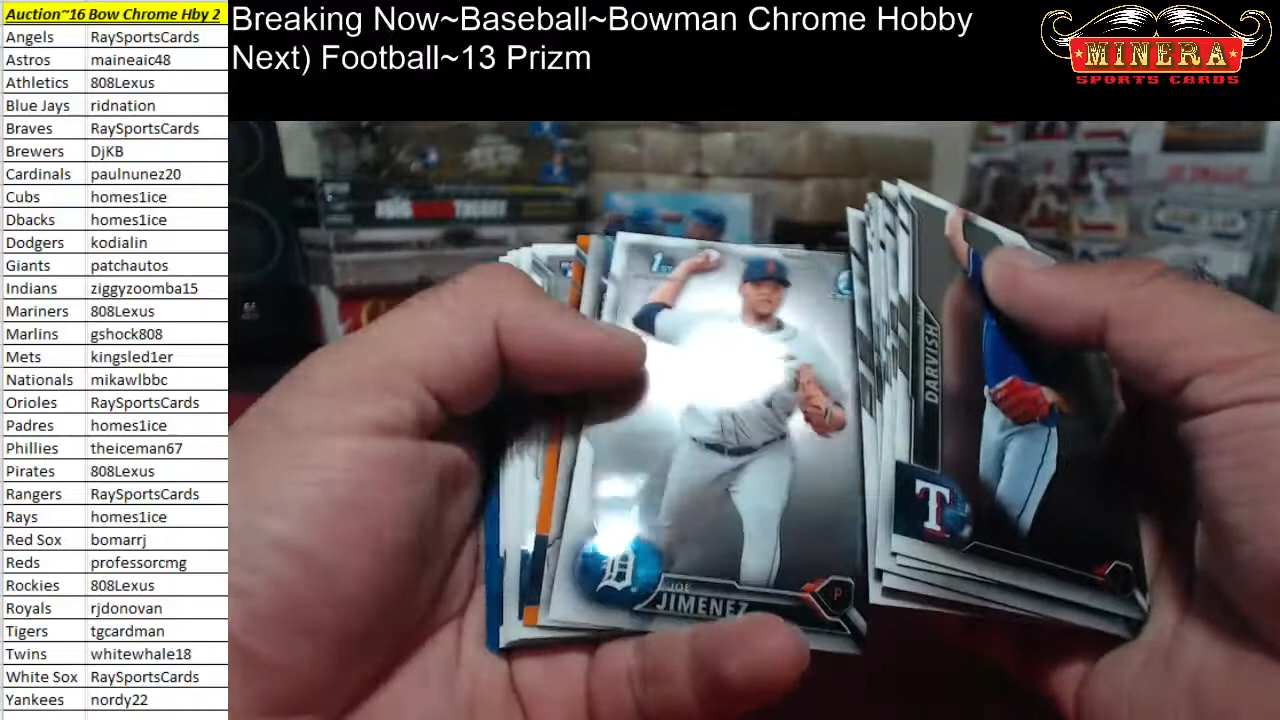 Auction~16 Bow Chrome Hby 2
Angels RaySportsCards
Astros maineaic48
Athletics 808Lexus
Blue Jays ridnation
Braves RaySportsCards
Brewers DjKB
Cardinals paulnunez20
Cubs homes1ice
Dbacks homes1ice
Dodgers kodialin
Giants patchautos
Indians ziggyzoomba15
Mariners 808Lexus
Marlins gshock808
Mets kingsled1er
Nationals mikawlbbc
Orioles RaySportsCards
Padres homes1ice
Phillies theiceman67
Pirates 808Lexus
Rangers RaySportsCards
Rays homes1ice
Red Sox bomarrj
Reds professorcmg
Rockies 808Lexus
Royals rjdonovan
Tigers tgcardman
Twins whitewhale18
White Sox RaySportsCards
Yankees nordy22
Breaking Now~Baseball~Bowman Chrome Hobby
Next) Football~13 Prizm
MINERA
SPORTS CARDS
1st
D
JOE
JIMENEZ
P
DARVISH
T